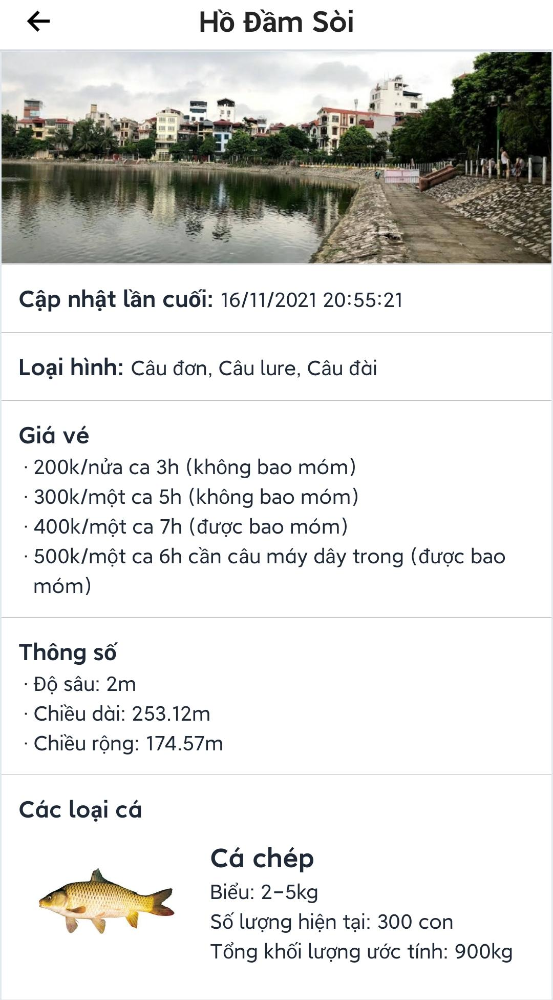 Hồ Đầm Sòi
Cập nhật lần cuối: 16/11/2021 20:55:21
Loại hình: Câu đơn, Câu lure, Câu đài
Giá vé
· 200k/nửa ca 3h (không bao móm)
· 300k/một ca 5h (không bao móm)
· 400k/một ca 7h (được bao móm)
· 500k/một ca 6h cần câu máy dây trong (được bao
móm)
Thông số
· Độ sâu: 2m
· Chiều dài: 253.12m
· Chiều rộng: 174.57m
Các loại cá
Cá chép
Biểu: 2-5kg
Số lượng hiện tại: 300 con
Tổng khối lượng ước tính: 900kg